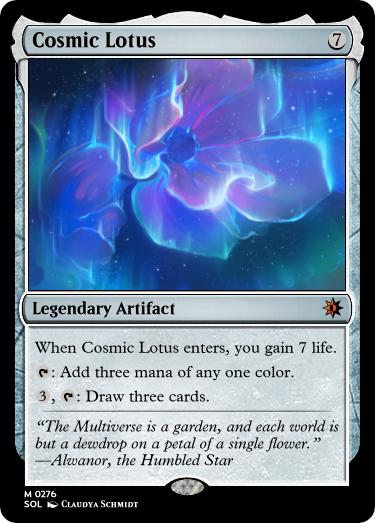 Cosmic Lotus 7
Legendary Artifact
When Cosmic Lotus enters, you gain 7 life.
: Add three mana of any one color.
3, : Draw three cards.
“The Multiverse is a garden, and each world is
but a dewdrop on a petal of a single flower.”
—Alwanor, the Humbled Star
M 0276
SOL Claudya Schmidt